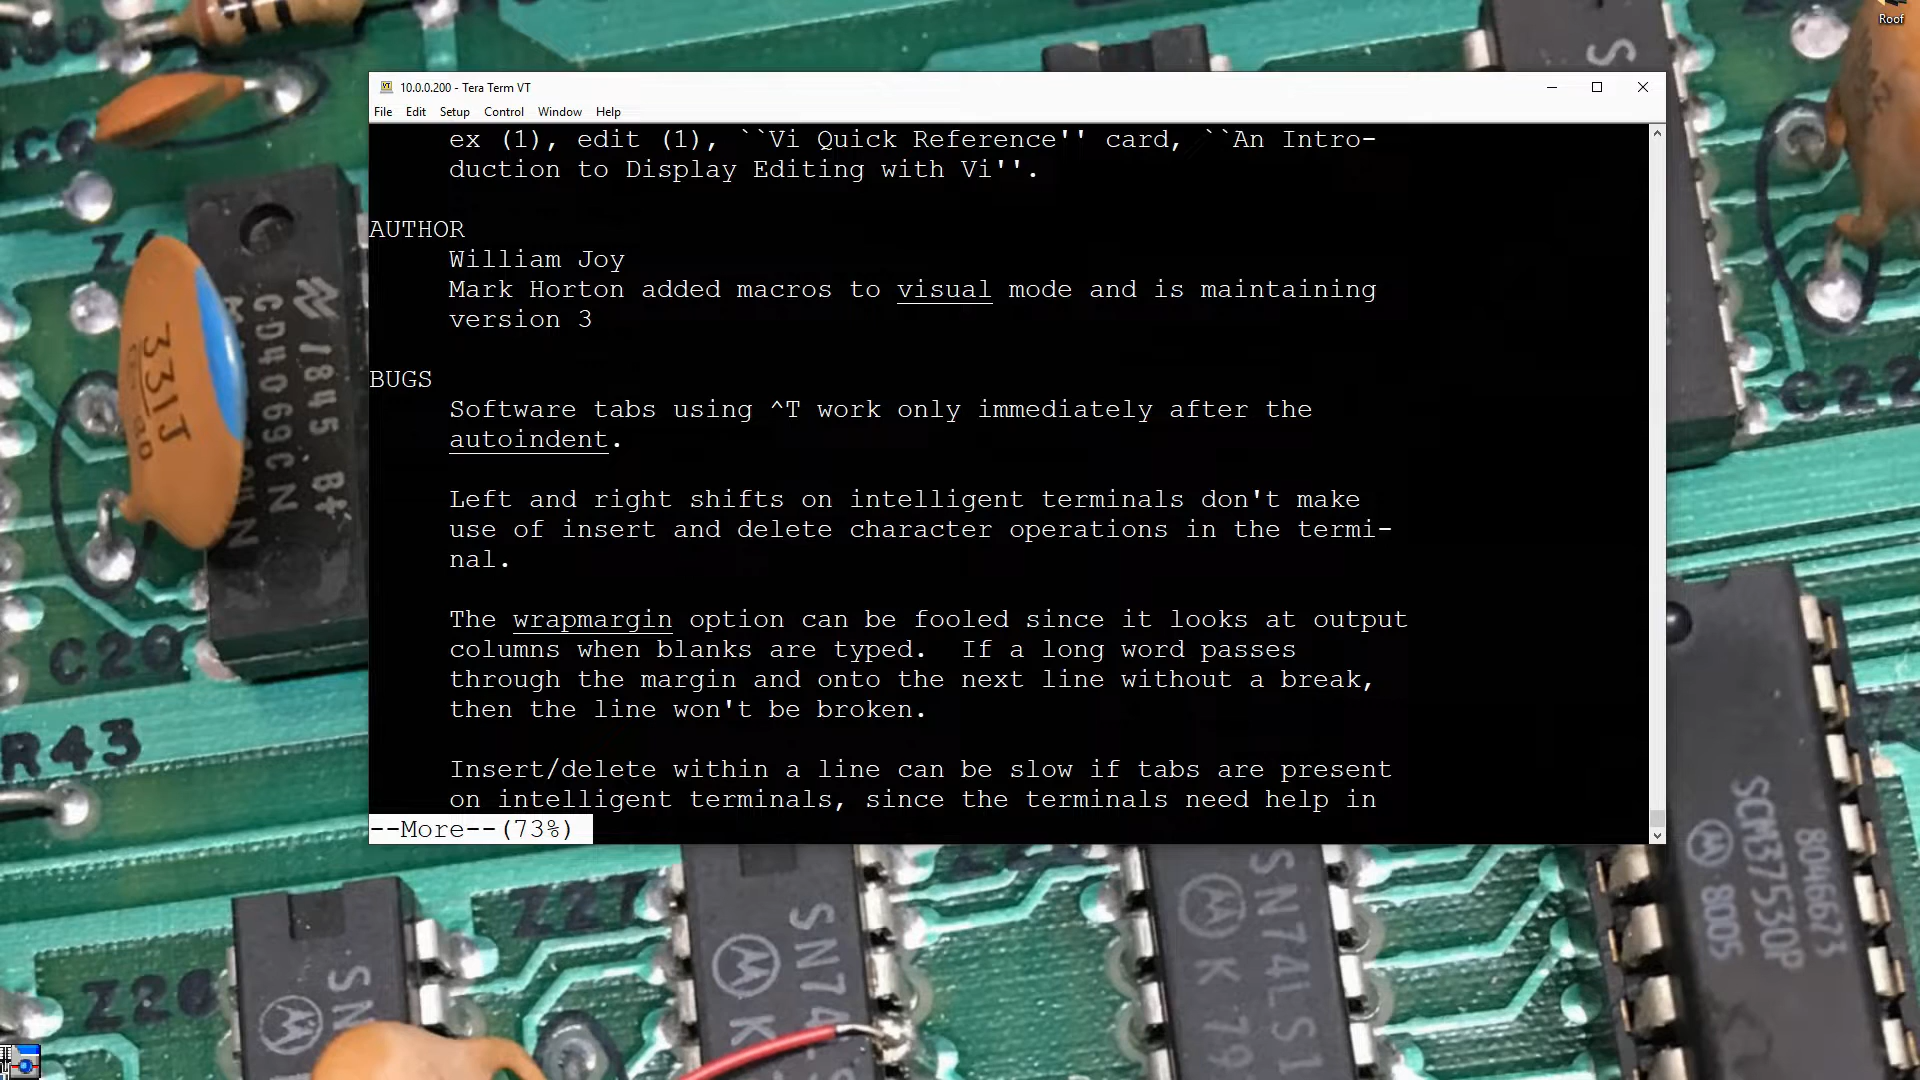 Roof
10.0.0.200 - Tera Term VT
File Edit Setup Control Window Help
ex (1), edit (1), ``Vi Quick Reference'' card, ``An Intro-
duction to Display Editing with Vi''.
AUTHOR
William Joy
Mark Horton added macros to visual mode and is maintaining
version 3
BUGS
Software tabs using ^T work only immediately after the
autoindent.
Left and right shifts on intelligent terminals don't make
use of insert and delete character operations in the termi-
nal.
The wrapmargin option can be fooled since it looks at output
columns when blanks are typed.  If a long word passes
through the margin and onto the next line without a break,
then the line won't be broken.
Insert/delete within a line can be slow if tabs are present
on intelligent terminals, since the terminals need help in
--More--(73%)
331J
CD4069CN
C20
R43
C22
Z26
Z27
SCM37530P
8046673
8005